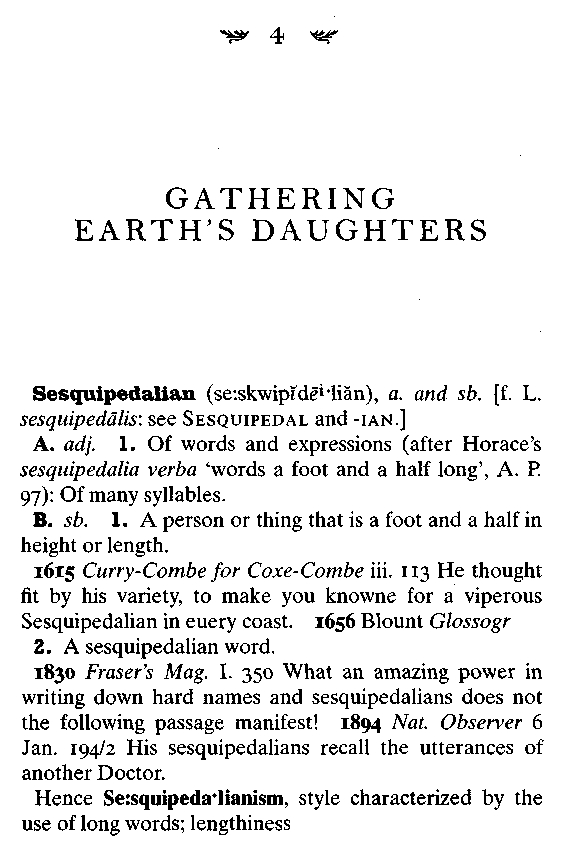 4
GATHERING
EARTH'S DAUGHTERS
Sesquipedalian (se:skwipĭdēⁱ·liăn), a. and sb. [f. L.
sesquipedālis: see SESQUIPEDAL and -IAN.]
A. adj. 1. Of words and expressions (after Horace's
sesquipedalia verba 'words a foot and a half long', A. P.
97): Of many syllables.
B. sb. 1. A person or thing that is a foot and a half in
height or length.
1615 Curry-Combe for Coxe-Combe iii. 113 He thought
fit by his variety, to make you knowne for a viperous
Sesquipedalian in euery coast. 1656 Blount Glossogr
2. A sesquipedalian word.
1830 Fraser's Mag. I. 350 What an amazing power in
writing down hard names and sesquipedalians does not
the following passage manifest! 1894 Nat. Observer 6
Jan. 194/2 His sesquipedalians recall the utterances of
another Doctor.
Hence Se:squipeda·lianism, style characterized by the
use of long words; lengthiness